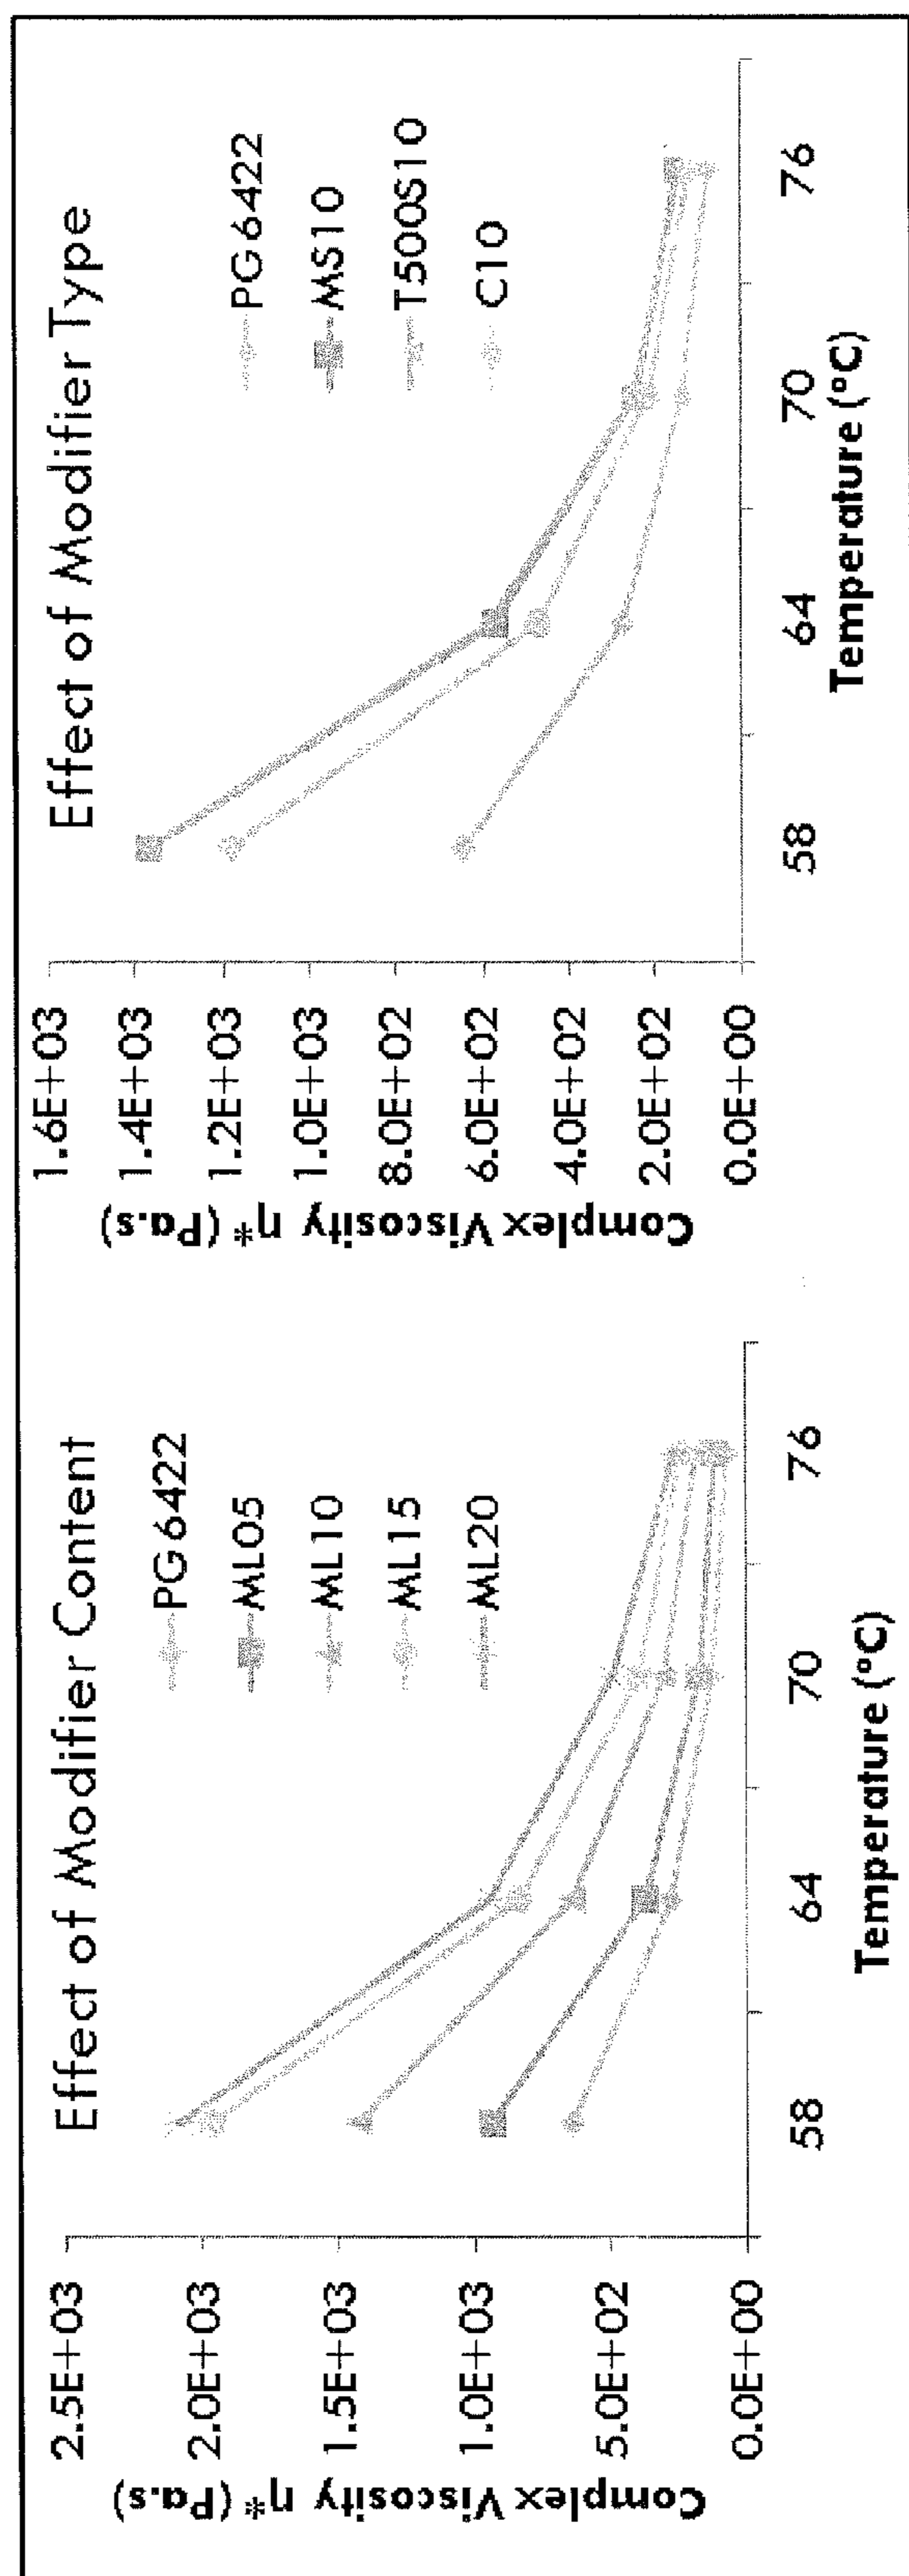 Effect of Modifier Content
2.5E+03
2.0E+03
1.5E+03
1.0E+03
5.0E+02
0.0E+00
Complex Viscosity η* (Pa.s)
PG6422
ML05
ML10
ML15
ML20
58
64
70
76
Temperature (°C)
Effect of Modifier Type
1.6E+03
1.4E+03
1.2E+03
1.0E+03
8.0E+02
6.0E+02
4.0E+02
2.0E+02
0.0E+00
Complex Viscosity η* (Pa.s)
PG6422
MS10
T500S10
C10
58
64
70
76
Temperature (°C)